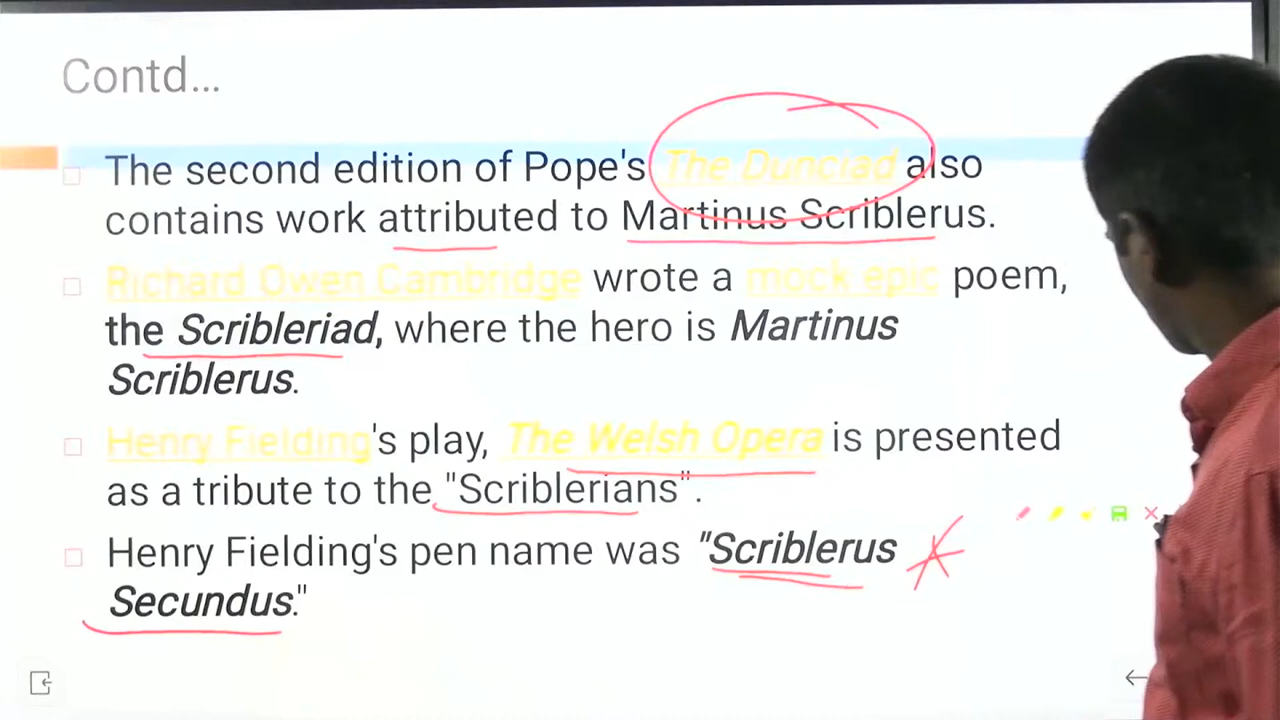 Contd...
The second edition of Pope's The Dunciad also
contains work attributed to Martinus Scriblerus.
Richard Owen Cambridge wrote a mock epic poem,
the Scribleriad, where the hero is Martinus
Scriblerus.
Henry Fielding's play, The Welsh Opera is presented
as a tribute to the "Scriblerians".
Henry Fielding's pen name was "Scriblerus
Secundus."